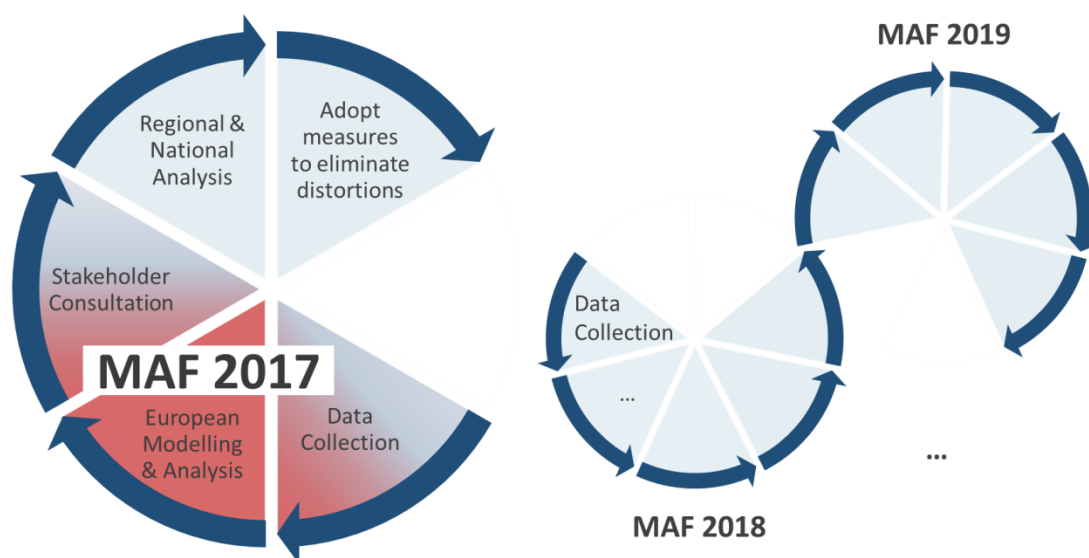 Regional &
National
Analysis
Adopt
measures
to eliminate
distortions
Stakeholder
Consultation
MAF 2017
European
Modelling
& Analysis
Data
Collection
Data
Collection
...
MAF 2018
MAF 2019
...